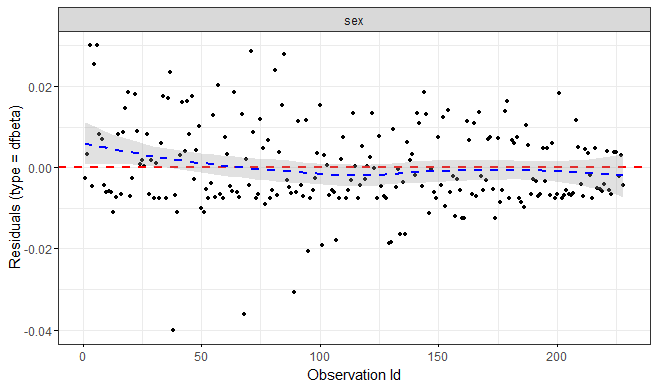 sex
Residuals (type = dfbeta)
0.02
0.00
-0.02
-0.04
0 50 100 150 200
Observation Id